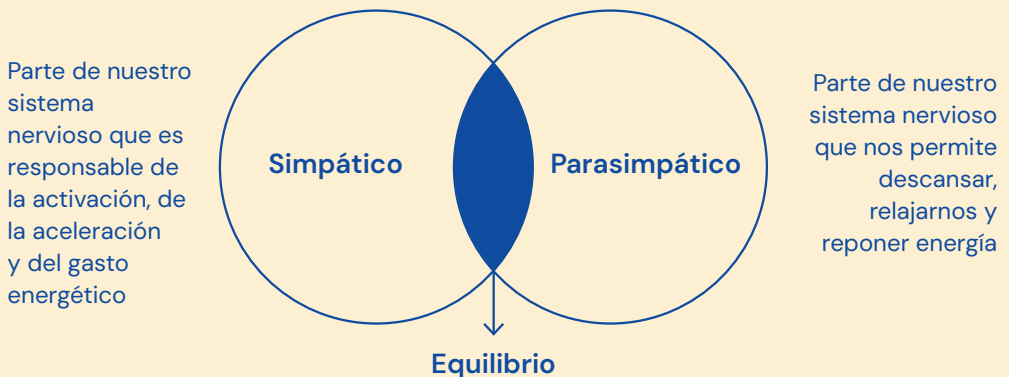 Parte de nuestro
sistema
nervioso que es
responsable de
la activación, de
la aceleración
y del gasto
energético
Simpático
Parasimpático
Parte de nuestro
sistema nervioso
que nos permite
descansar,
relajarnos y
reponer energía
Equilibrio